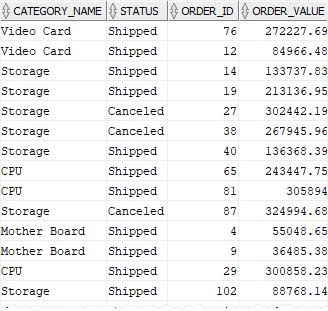 CATEGORY_NAME STATUS ORDER_ID ORDER_VALUE
Video Card Shipped 76 272227.69
Video Card Shipped 12 84966.48
Storage Shipped 14 133737.83
Storage Shipped 19 213136.95
Storage Canceled 27 302442.19
Storage Canceled 38 267945.96
Storage Shipped 40 136368.39
CPU Shipped 65 243447.75
CPU Shipped 81 305894
Storage Canceled 87 324994.68
Mother Board Shipped 4 55048.65
Mother Board Shipped 9 36485.38
CPU Shipped 29 300858.23
Storage Shipped 102 88768.14